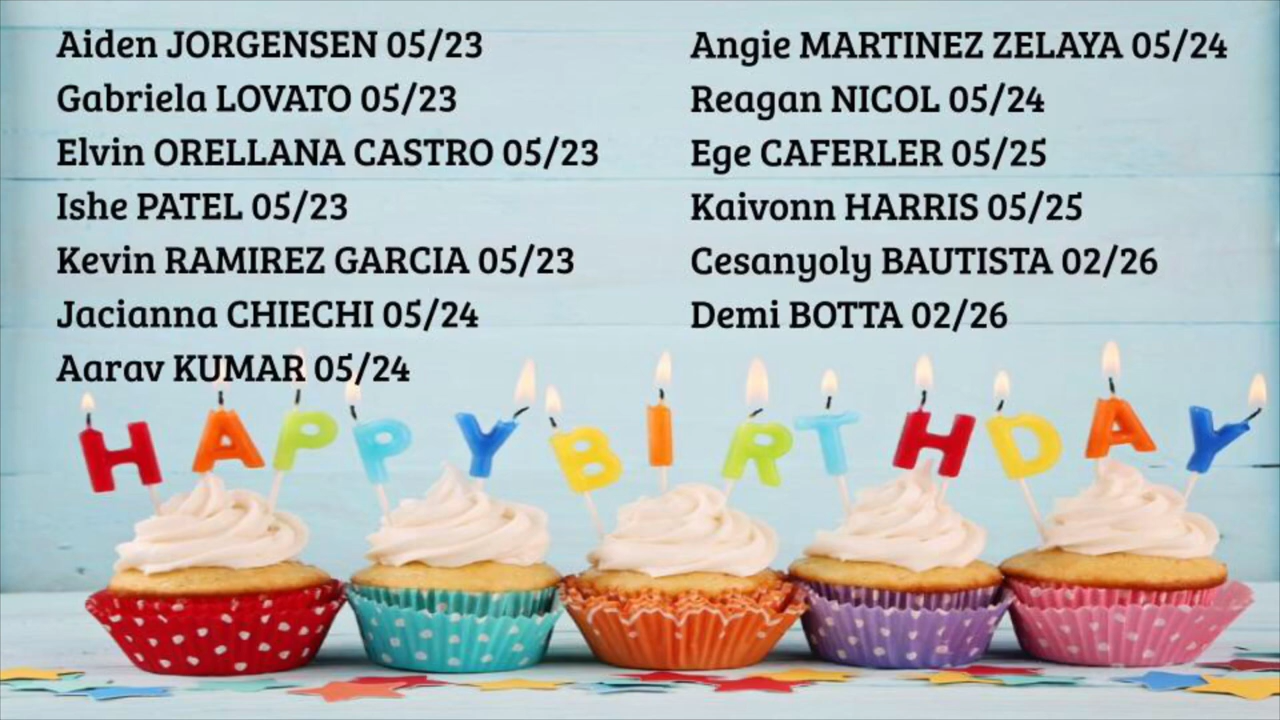 Aiden JORGENSEN 05/23
Gabriela LOVATO 05/23
Elvin ORELLANA CASTRO 05/23
Ishe PATEL 05/23
Kevin RAMIREZ GARCIA 05/23
Jacianna CHIECHI 05/24
Aarav KUMAR 05/24
Angie MARTINEZ ZELAYA 05/24
Reagan NICOL 05/24
Ege CAFERLER 05/25
Kaivonn HARRIS 05/25
Cesanyoly BAUTISTA 02/26
Demi BOTTA 02/26
HAPPY BIRTHDAY